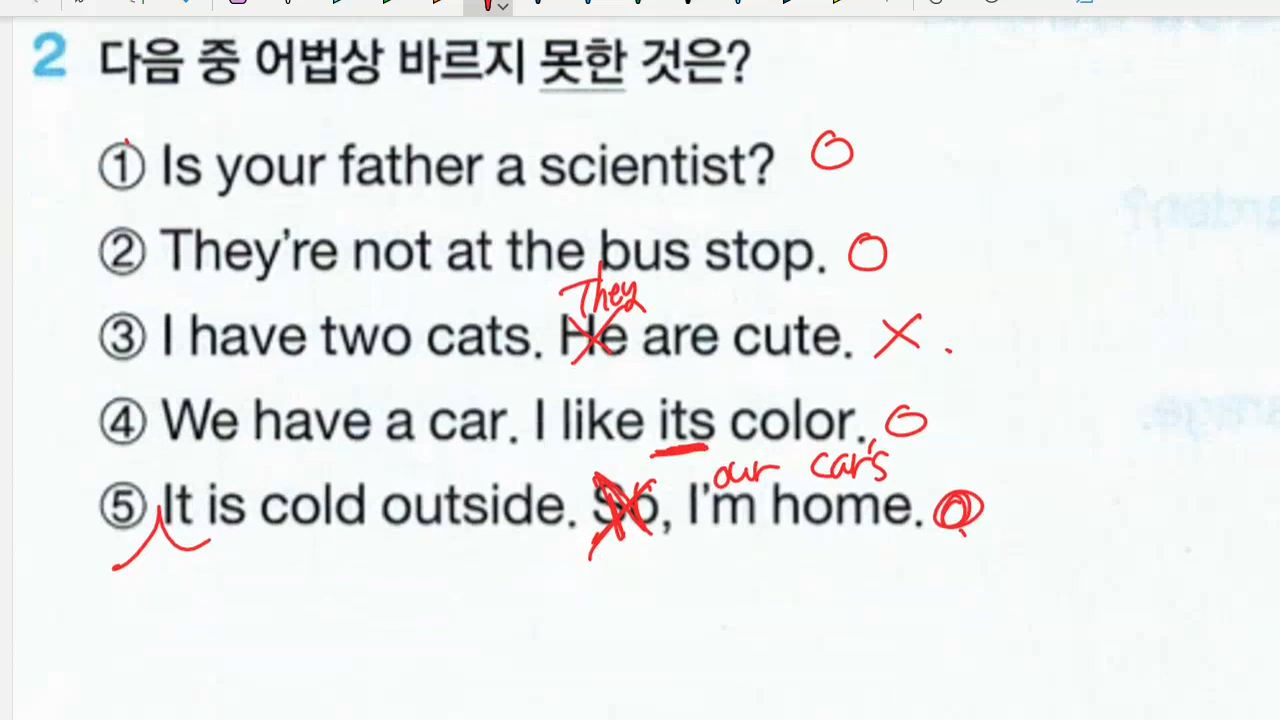 2 다음 중 어법상 바르지 못한 것은?
① Is your father a scientist? O
② They're not at the bus stop. O
They
③ I have two cats. He are cute. X .
④ We have a car. I like its color. O
our car's
⑤ It is cold outside. So, I'm home. O